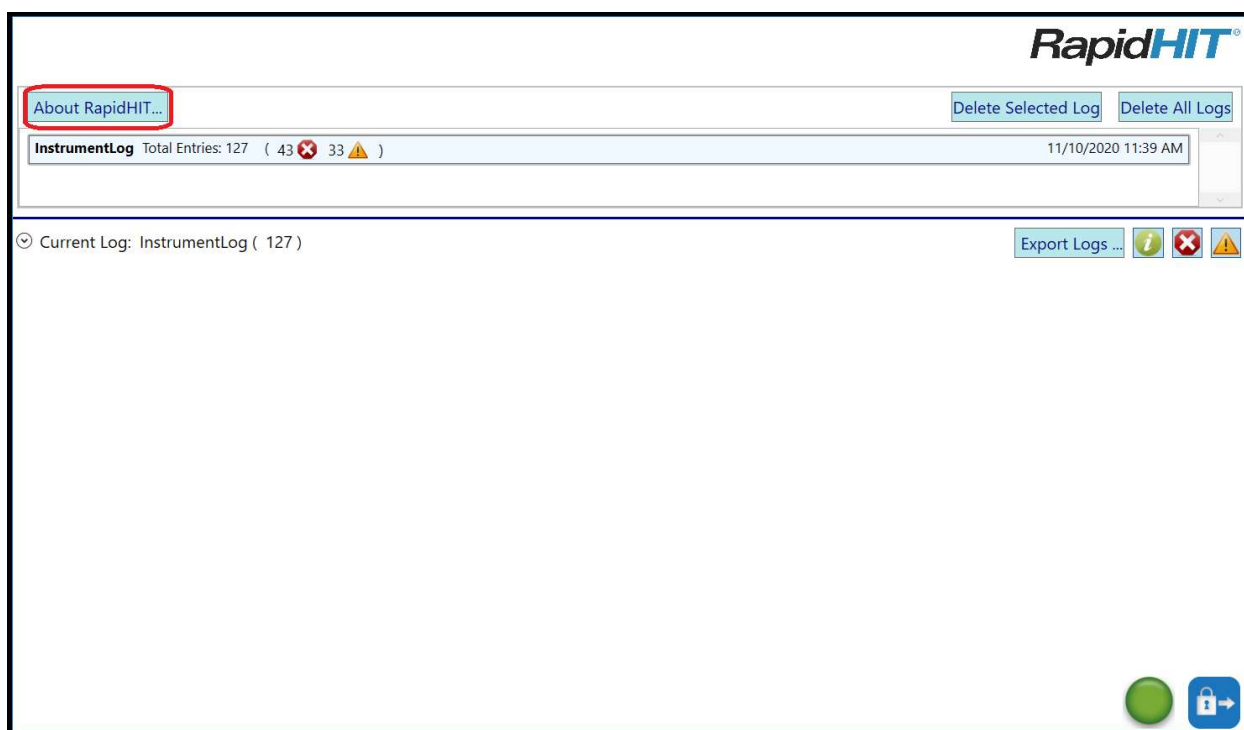 RapidHIT®
About RapidHIT...
Delete Selected Log
Delete All Logs
InstrumentLog Total Entries: 127 ( 43 33 )
11/10/2020 11:39 AM
Current Log: InstrumentLog ( 127 )
Export Logs ...